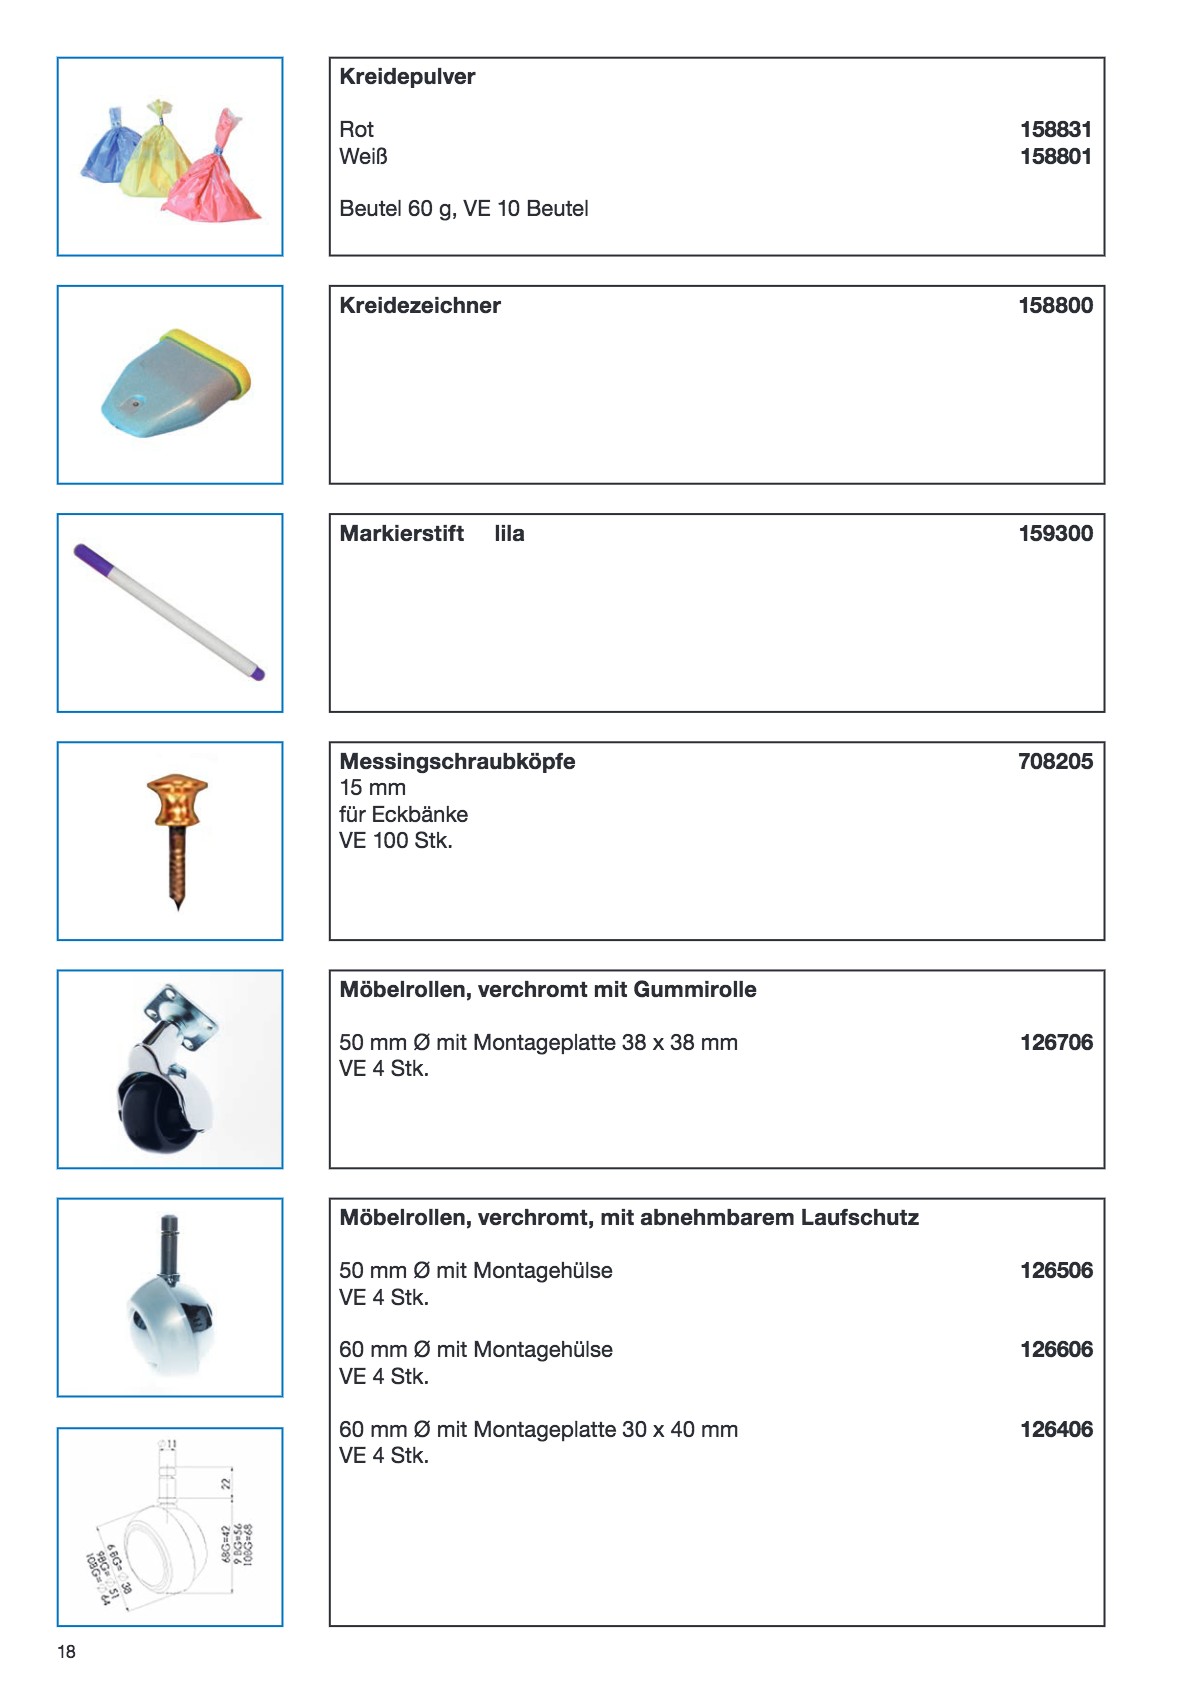 Kreidepulver
Rot 158831
Weiß 158801
Beutel 60 g, VE 10 Beutel
Kreidezeichner 158800
Markierstift lila 159300
Messingschraubköpfe 708205
15 mm
für Eckbänke
VE 100 Stk.
Möbelrollen, verchromt mit Gummirolle
50 mm Ø mit Montageplatte 38 x 38 mm 126706
VE 4 Stk.
Möbelrollen, verchromt, mit abnehmbarem Laufschutz
50 mm Ø mit Montagehülse 126506
VE 4 Stk.
60 mm Ø mit Montagehülse 126606
VE 4 Stk.
60 mm Ø mit Montageplatte 30 x 40 mm 126406
VE 4 Stk.
Ø 11
22
68G=42
9 BG=56
10BG=68
6 BG= Ø 38
9BG= Ø 51
10BG= Ø 64
18